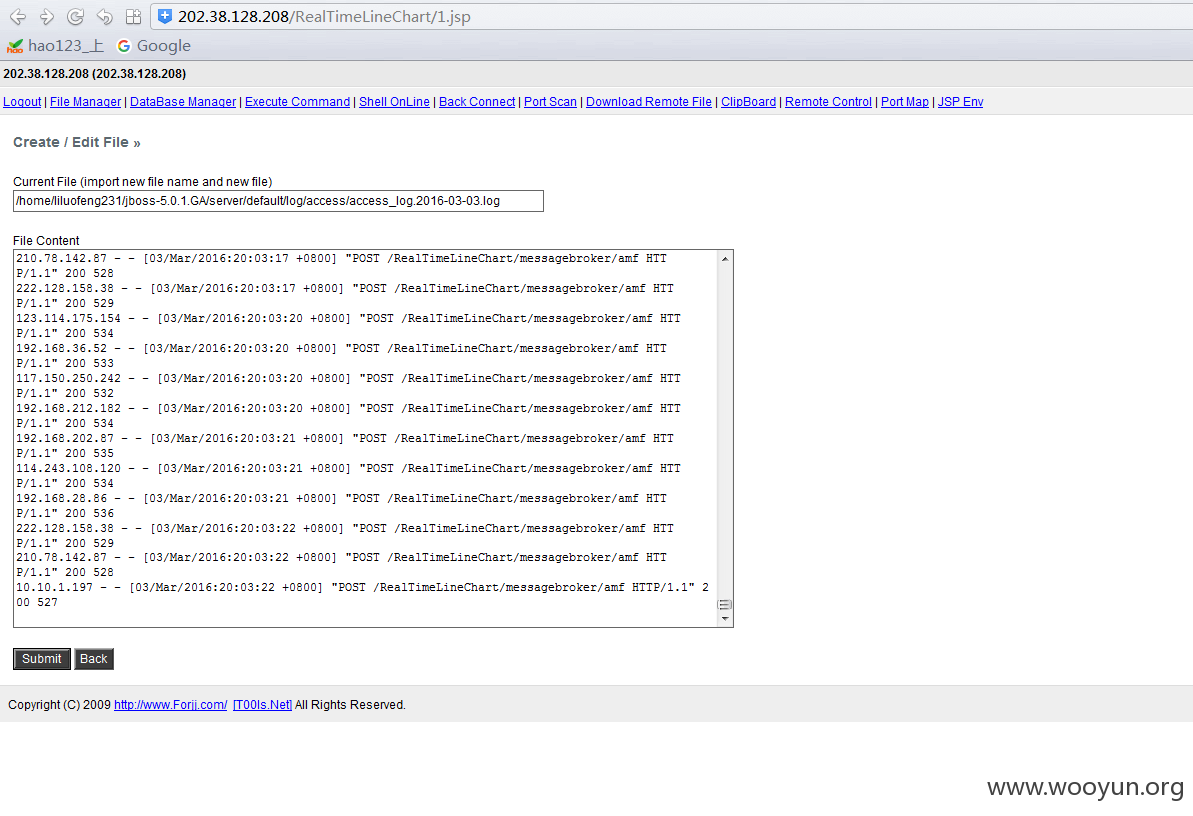 202.38.128.208/RealTimeLineChart/1.jsp
hao123_上 Google
202.38.128.208 (202.38.128.208)
Logout | File Manager | DataBase Manager | Execute Command | Shell OnLine | Back Connect | Port Scan | Download Remote File | ClipBoard | Remote Control | Port Map | JSP Env
Create / Edit File »
Current File (import new file name and new file)
/home/liluofeng231/jboss-5.0.1.GA/server/default/log/access/access_log.2016-03-03.log
File Content
210.78.142.87 - - [03/Mar/2016:20:03:17 +0800] "POST /RealTimeLineChart/messagebroker/amf HTT
P/1.1" 200 528
222.128.158.38 - - [03/Mar/2016:20:03:17 +0800] "POST /RealTimeLineChart/messagebroker/amf HTT
P/1.1" 200 529
123.114.175.154 - - [03/Mar/2016:20:03:20 +0800] "POST /RealTimeLineChart/messagebroker/amf HTT
P/1.1" 200 534
192.168.36.52 - - [03/Mar/2016:20:03:20 +0800] "POST /RealTimeLineChart/messagebroker/amf HTT
P/1.1" 200 533
117.150.250.242 - - [03/Mar/2016:20:03:20 +0800] "POST /RealTimeLineChart/messagebroker/amf HTT
P/1.1" 200 532
192.168.212.182 - - [03/Mar/2016:20:03:20 +0800] "POST /RealTimeLineChart/messagebroker/amf HTT
P/1.1" 200 534
192.168.202.87 - - [03/Mar/2016:20:03:21 +0800] "POST /RealTimeLineChart/messagebroker/amf HTT
P/1.1" 200 535
114.243.108.120 - - [03/Mar/2016:20:03:21 +0800] "POST /RealTimeLineChart/messagebroker/amf HTT
P/1.1" 200 534
192.168.28.86 - - [03/Mar/2016:20:03:21 +0800] "POST /RealTimeLineChart/messagebroker/amf HTT
P/1.1" 200 536
222.128.158.38 - - [03/Mar/2016:20:03:22 +0800] "POST /RealTimeLineChart/messagebroker/amf HTT
P/1.1" 200 529
210.78.142.87 - - [03/Mar/2016:20:03:22 +0800] "POST /RealTimeLineChart/messagebroker/amf HTT
P/1.1" 200 528
10.10.1.197 - - [03/Mar/2016:20:03:22 +0800] "POST /RealTimeLineChart/messagebroker/amf HTTP/1.1" 2
00 527
Submit Back
Copyright (C) 2009 http://www.Forjj.com/ [T00ls.Net] All Rights Reserved.
www.wooyun.org